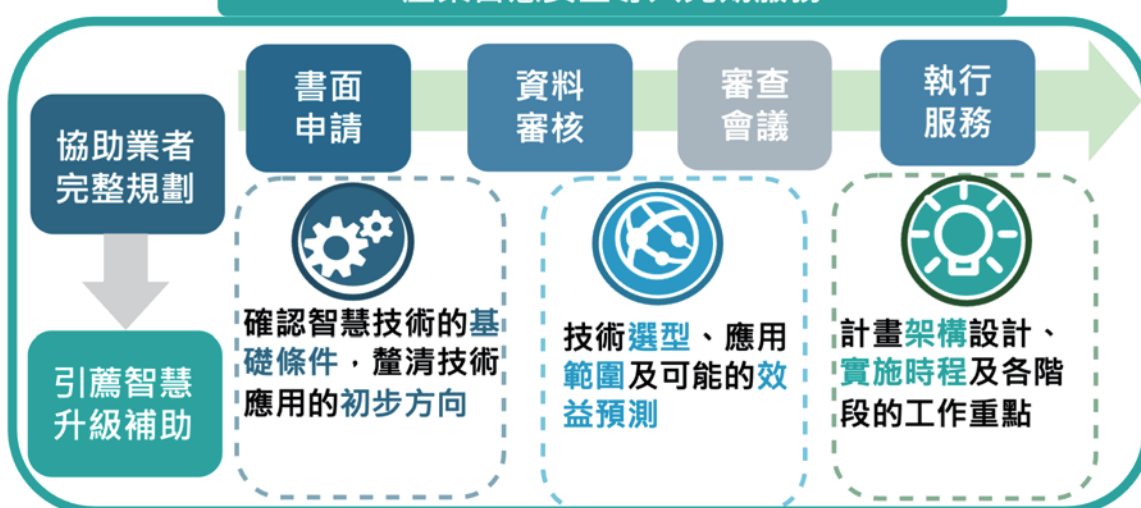 書面
申請
資料
審核
審查
會議
執行
服務
協助業者
完整規劃
引薦智慧
升級補助
確認智慧技術的基
礎條件，釐清技術
應用的初步方向
技術選型、應用
範圍及可能的效
益預測
計畫架構設計、
實施時程及各階
段的工作重點